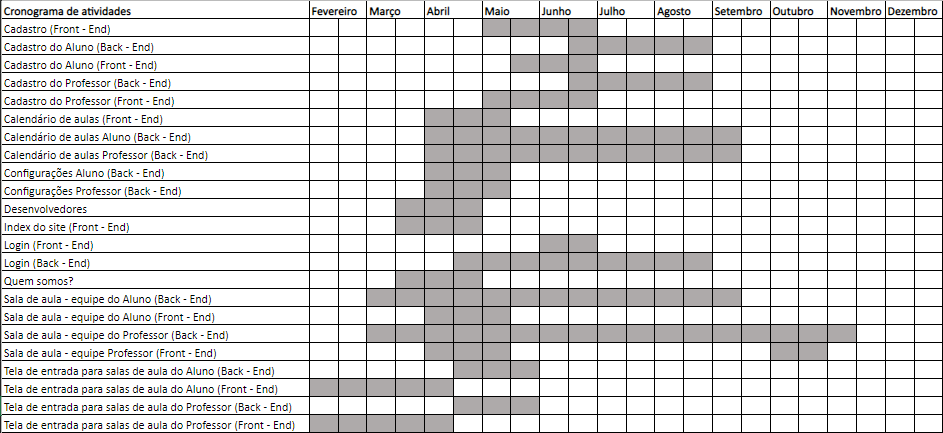 Cronograma de atividades Fevereiro Março Abril Maio Junho Julho Agosto Setembro Outubro Novembro Dezembro
Cadastro (Front - End)
Cadastro do Aluno (Back - End)
Cadastro do Aluno (Front - End)
Cadastro do Professor (Back - End)
Cadastro do Professor (Front - End)
Calendário de aulas (Front - End)
Calendário de aulas Aluno (Back - End)
Calendário de aulas Professor (Back - End)
Configurações Aluno (Back - End)
Configurações Professor (Back - End)
Desenvolvedores
Index do site (Front - End)
Login (Front - End)
Login (Back - End)
Quem somos?
Sala de aula - equipe do Aluno (Back - End)
Sala de aula - equipe do Aluno (Front - End)
Sala de aula - equipe do Professor (Back - End)
Sala de aula - equipe Professor (Front - End)
Tela de entrada para salas de aula do Aluno (Back - End)
Tela de entrada para salas de aula do Aluno (Front - End)
Tela de entrada para salas de aula do Professor (Back - End)
Tela de entrada para salas de aula do Professor (Front - End)